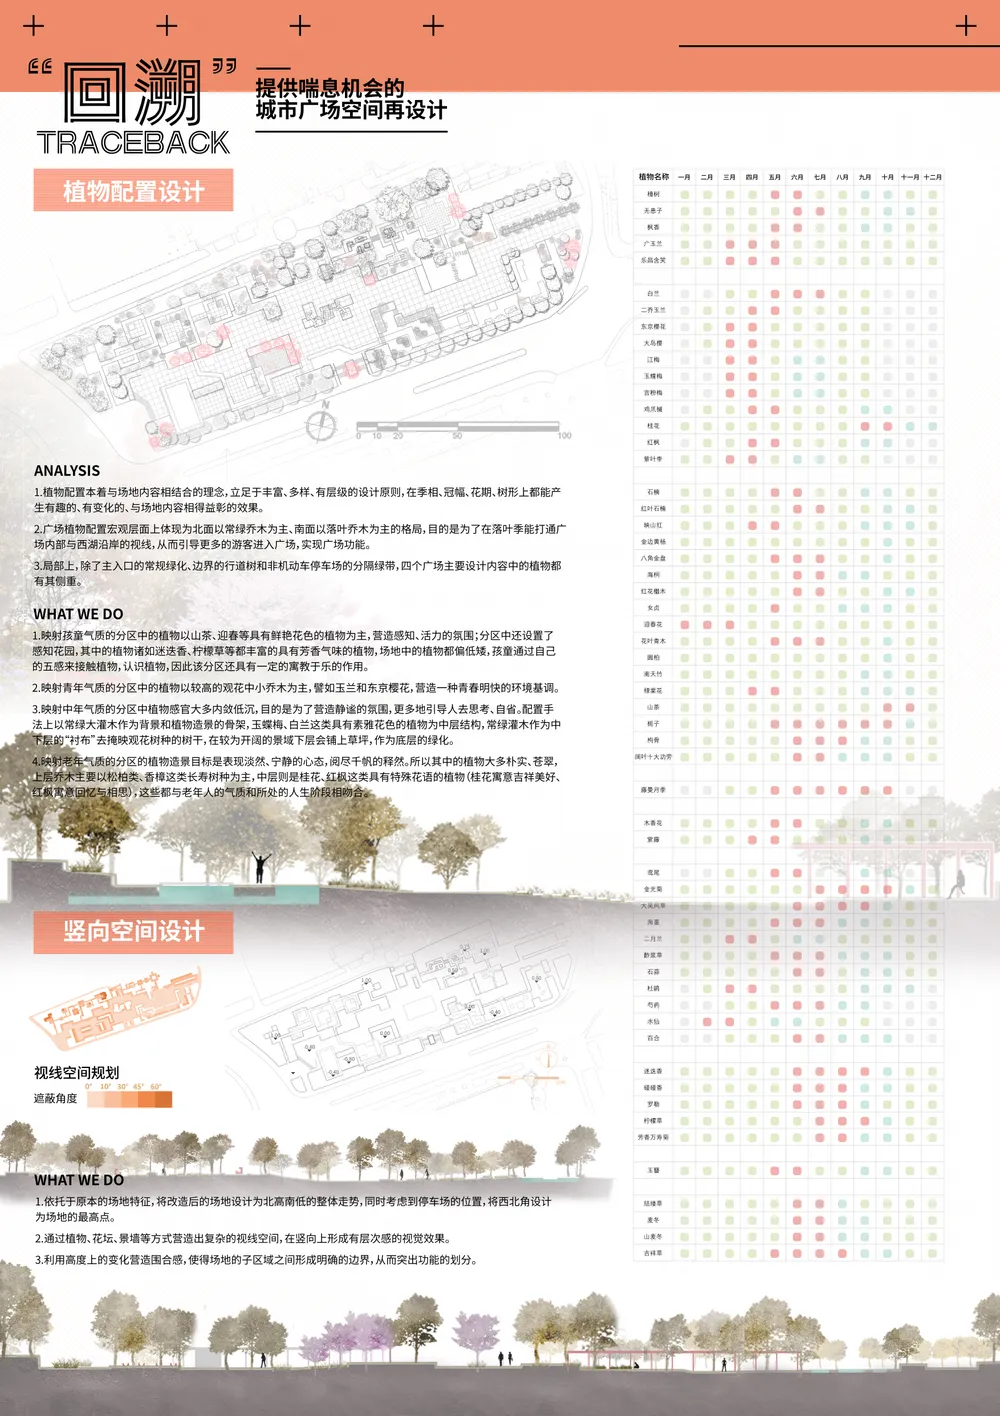 “回溯”
TRACEBACK
提供喘息机会的
城市广场空间再设计
植物配置设计
N
0 10 20 50 100
ANALYSIS
1.植物配置本着与场地内容相结合的理念，立足于丰富、多样、有层级的设计原则，在季相、冠幅、花期、树形上都能产
生有趣的、有变化的、与场地内容相得益彰的效果。
2.广场植物配置宏观层面上体现为北面以常绿乔木为主、南面以落叶乔木为主的格局，目的是为了在落叶季能打通广
场内部与西湖沿岸的视线，从而引导更多的游客进入广场，实现广场功能。
3.局部上，除了主入口的常规绿化、边界的行道树和非机动车停车场的分隔绿带，四个广场主要设计内容中的植物都
有其侧重。
WHAT WE DO
1.映射孩童气质的分区中的植物以山茶、迎春等具有鲜艳花色的植物为主，营造感知、活力的氛围；分区中还设置了
感知花园，其中的植物诸如迷迭香、柠檬草等都丰富的具有芳香气味的植物，场地中的植物都偏低矮，孩童通过自己
的五感来接触植物，认识植物，因此该分区还具有一定的寓教于乐的作用。
2.映射青年气质的分区中的植物以较高的观花中小乔木为主，譬如玉兰和东京樱花，营造一种青春明快的环境基调。
3.映射中年气质的分区中植物感官大多内敛低沉，目的是为了营造静谧的氛围，更多地引导人去思考、自省。配置手
法上以常绿大灌木作为背景和植物造景的骨架，玉蝶梅、白兰这类具有素雅花色的植物为中层结构，常绿灌木作为中
下层的“衬布”去掩映观花树种的树干，在较为开阔的景域下层会铺上草坪，作为底层的绿化。
4.映射老年气质的分区的植物造景目标是表现淡然、宁静的心态，阅尽千帆的释然。所以其中的植物大多朴实、苍翠，
上层乔木主要以松柏类、香樟这类长寿树种为主，中层则是桂花、红枫这类具有特殊花语的植物（桂花寓意吉祥美好、
红枫寓意回忆与相思），这些都与老年人的气质和所处的人生阶段相吻合。
竖向空间设计
视线空间规划
0° 10° 30° 45° 60°
遮蔽角度
WHAT WE DO
1.依托于原本的场地特征，将改造后的场地设计为北高南低的整体走势，同时考虑到停车场的位置，将西北角设计
为场地的最高点。
2.通过植物、花坛、景墙等方式营造出复杂的视线空间，在竖向上形成有层次感的视觉效果。
3.利用高度上的变化营造围合感，使得场地的子区域之间形成明确的边界，从而突出功能的划分。
植物名称 一月 二月 三月 四月 五月 六月 七月 八月 九月 十月 十一月 十二月
樟树
无患子
枫香
广玉兰
乐昌含笑
白兰
二乔玉兰
东京樱花
大岛樱
江梅
玉蝶梅
宫粉梅
鸡爪槭
桂花
红枫
紫叶李
石楠
红叶石楠
映山红
金边黄杨
八角金盘
海桐
红花檵木
女贞
迎春花
花叶青木
圆柏
南天竹
棣棠花
山茶
栀子
枸骨
阔叶十大功劳
藤蔓月季
木香花
紫藤
鸢尾
金光菊
大吴风草
二月兰
酢浆草
石蒜
杜鹃
芍药
水仙
百合
迷迭香
碰碰香
罗勒
柠檬草
芳香万寿菊
玉簪
结缕草
麦冬
山麦冬
吉祥草